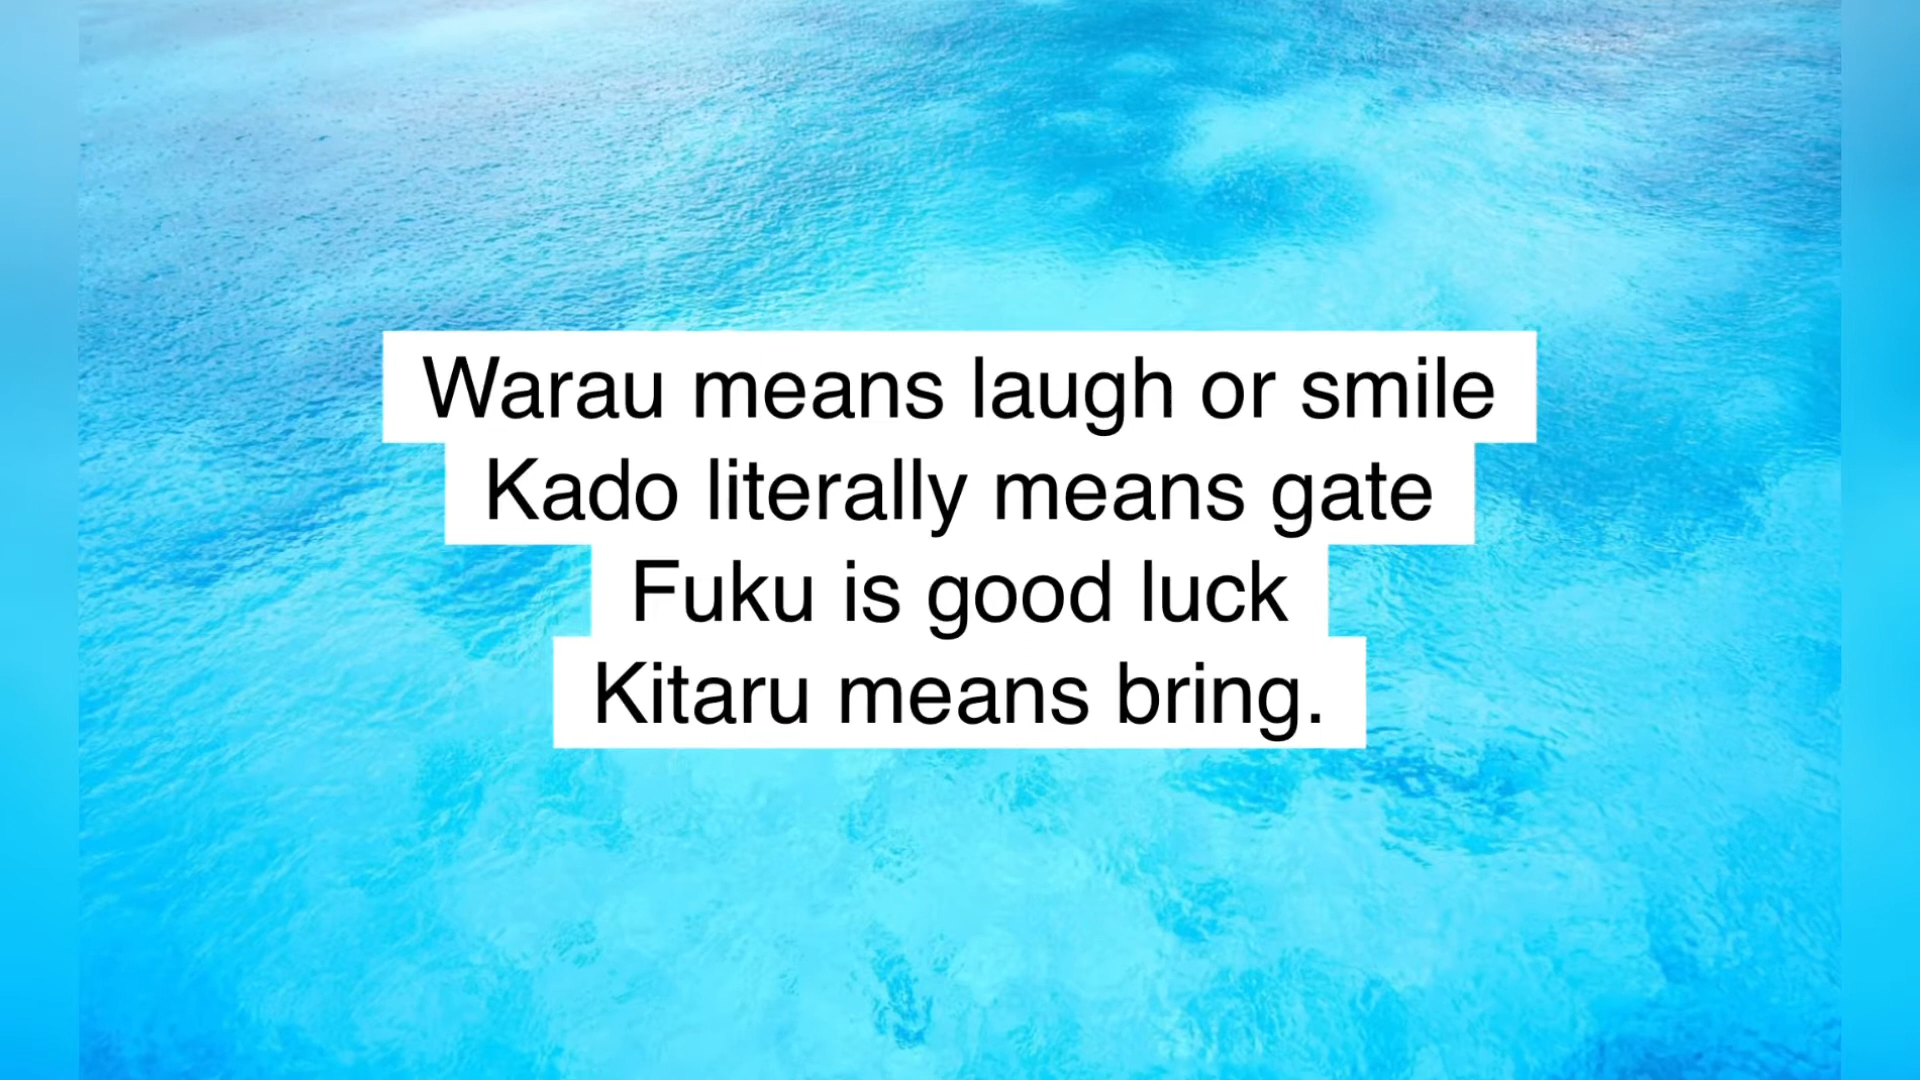 Warau means laugh or smile
Kado literally means gate
Fuku is good luck
Kitaru means bring.